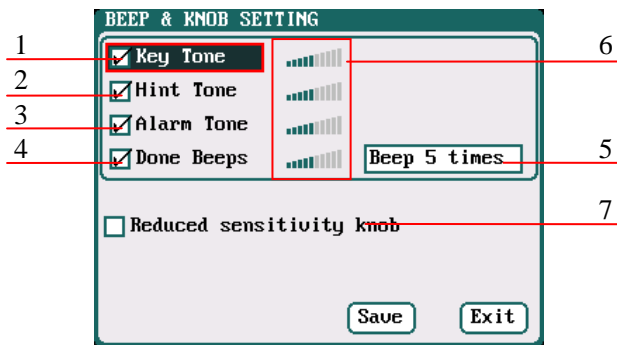 BEEP & KNOB SETTING
1 Key Tone 6
2 Hint Tone
3 Alarm Tone
4 Done Beeps Beep 5 times 5
Reduced sensitivity knob 7
Save Exit